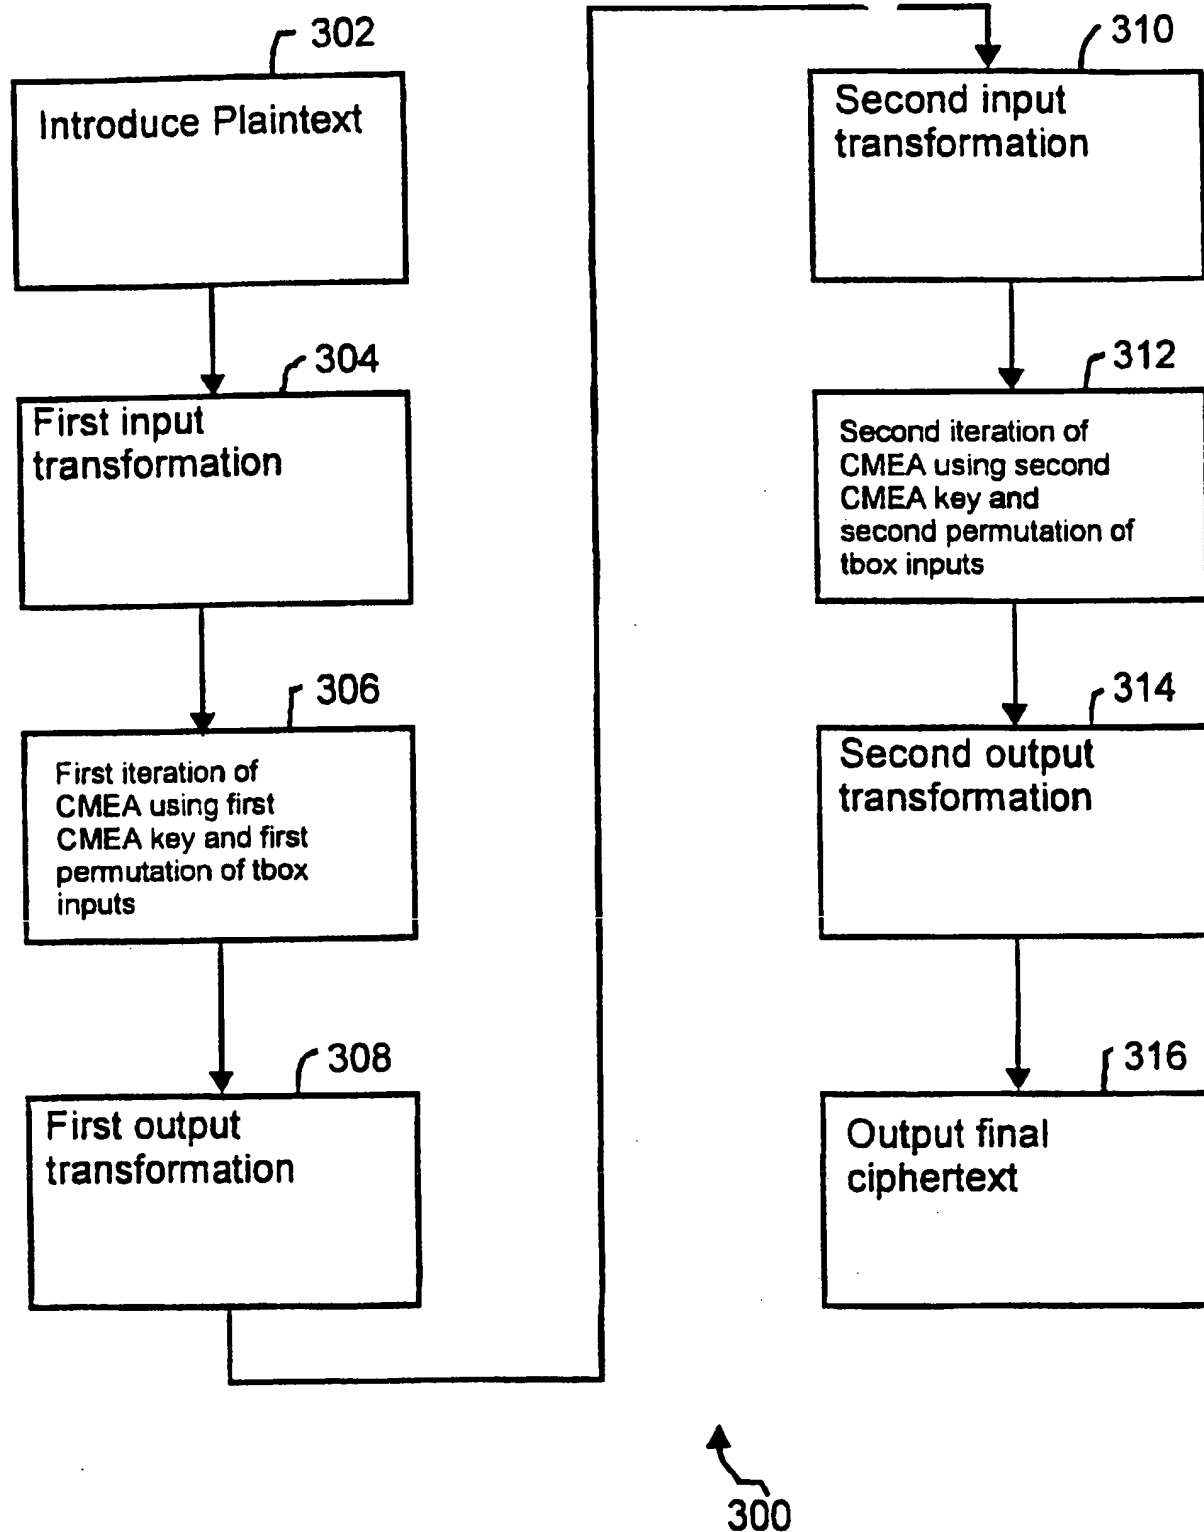 302
Introduce Plaintext
304
First input
transformation
306
First iteration of
CMEA using first
CMEA key and first
permutation of tbox
inputs
308
First output
transformation
310
Second input
transformation
312
Second iteration of
CMEA using second
CMEA key and
second permutation of
tbox inputs
314
Second output
transformation
316
Output final
ciphertext
300